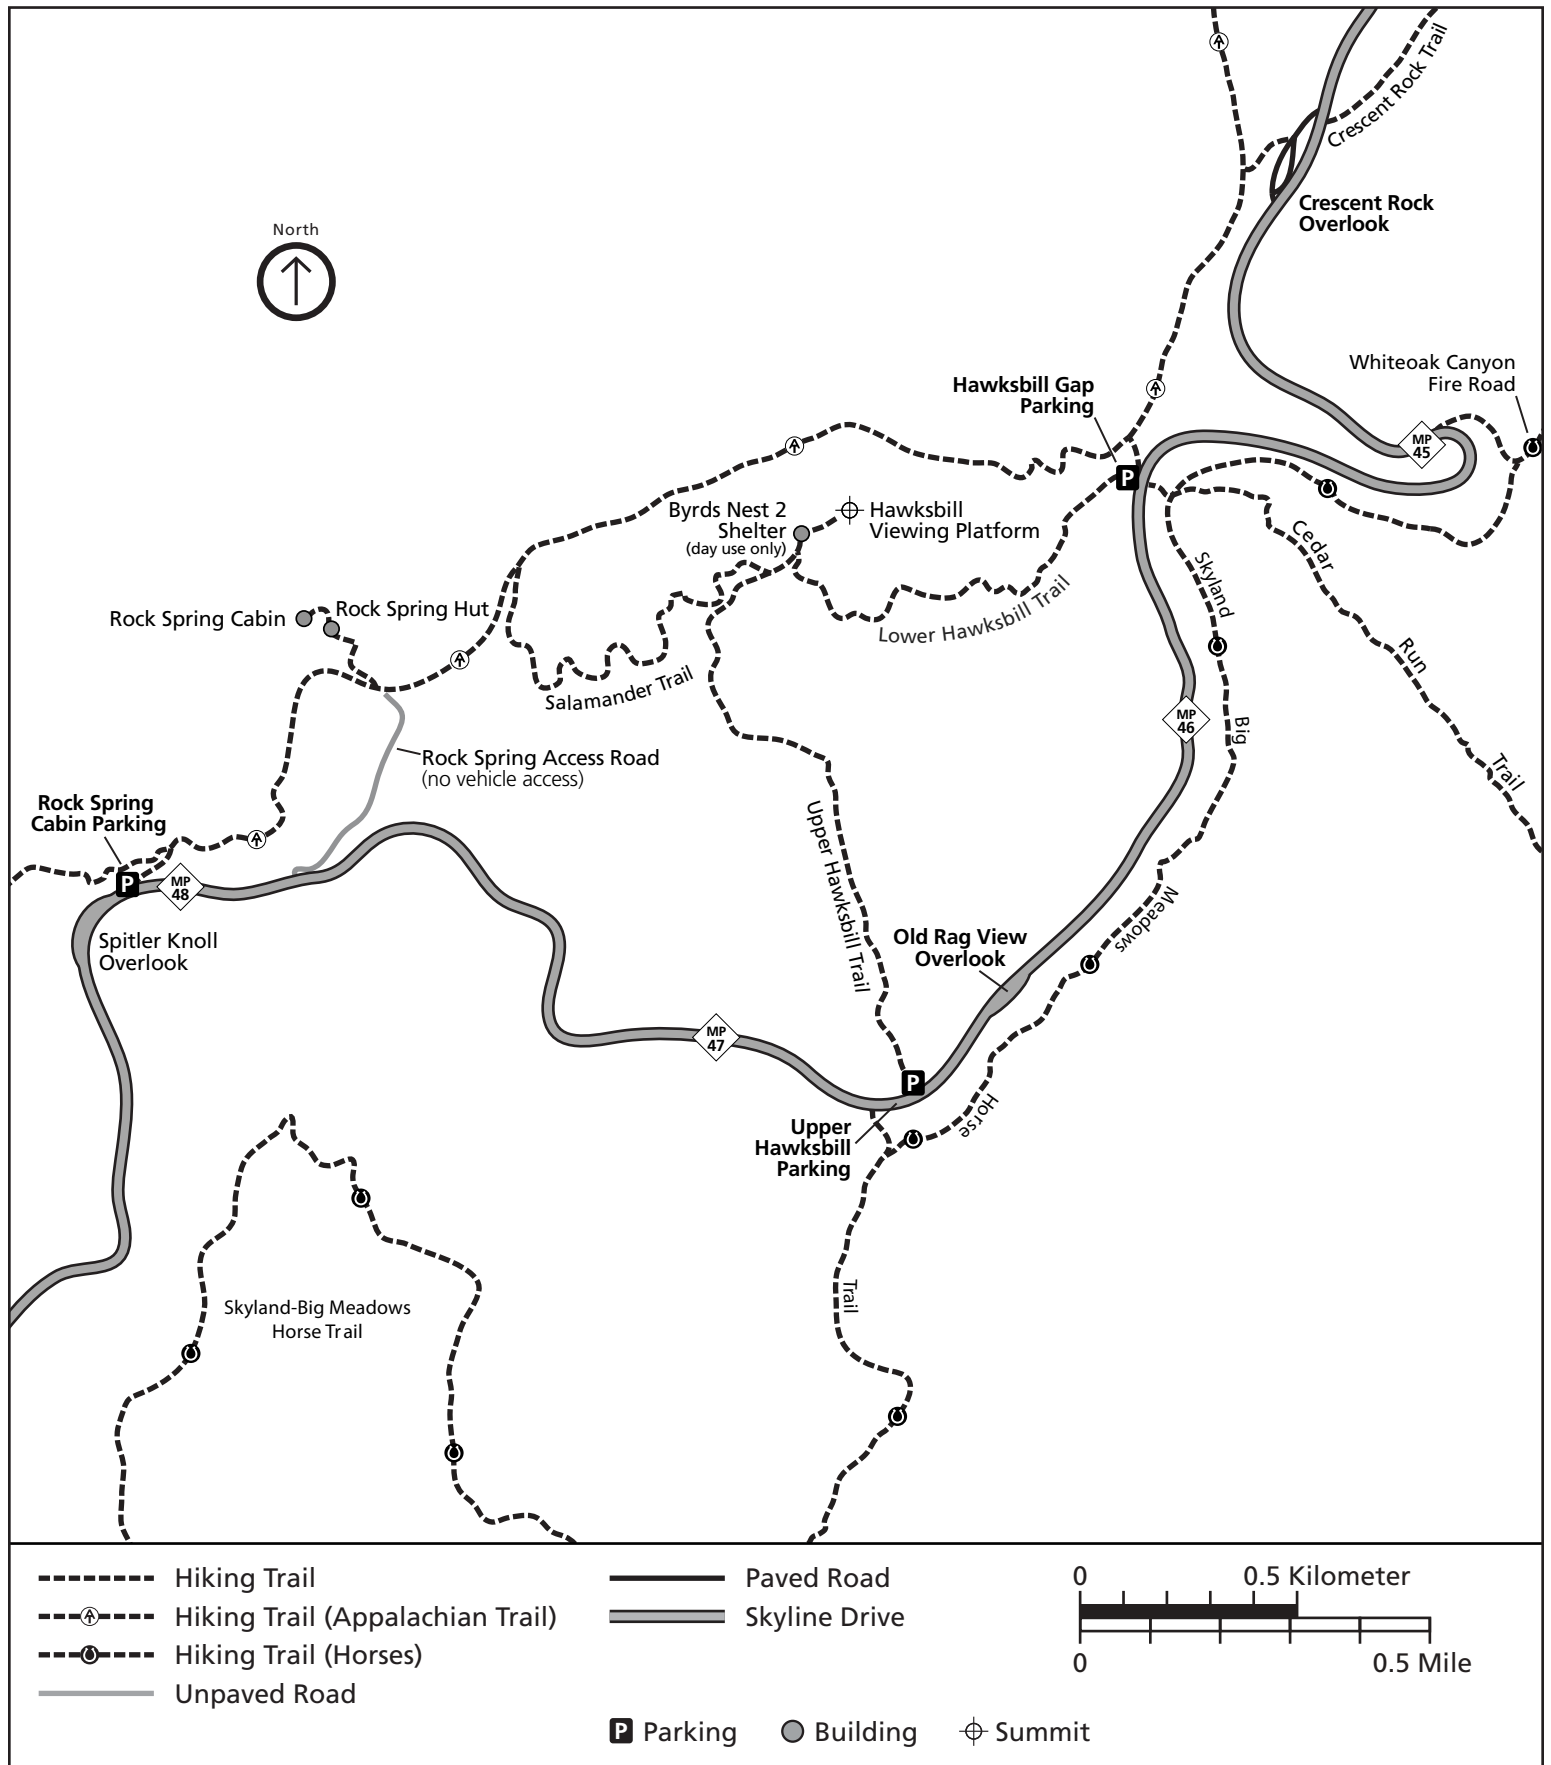 Crescent Rock Trail
Crescent Rock
Overlook
North
Whiteoak Canyon
Fire Road
Hawksbill Gap
Parking
MP
45
P
Byrds Nest 2
Shelter
(day use only)
Hawksbill
Viewing Platform
Cedar
Run
Trail
Skyland
Big
Meadows
Horse
Trail
Lower Hawksbill Trail
Rock Spring Cabin
Rock Spring Hut
Salamander Trail
MP
46
Rock Spring Access Road
(no vehicle access)
Rock Spring
Cabin Parking
P
MP
48
Upper Hawksbill Trail
Spitler Knoll
Overlook
Old Rag View
Overlook
MP
47
P
Upper
Hawksbill
Parking
Skyland-Big Meadows
Horse Trail
Hiking Trail
Hiking Trail (Appalachian Trail)
Hiking Trail (Horses)
Unpaved Road
Paved Road
Skyline Drive
0 0.5 Kilometer
0 0.5 Mile
P Parking
Building
Summit